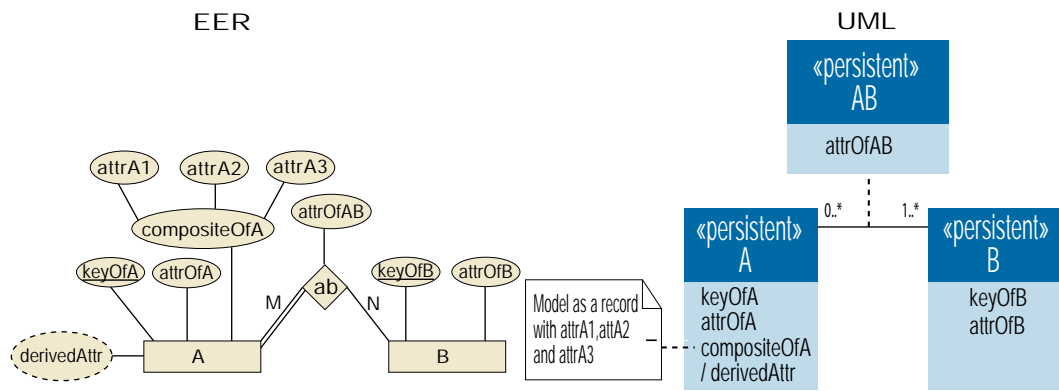 EER
UML
«persistent»
AB
attrOfAB
attrA1
attrA2
attrA3
compositeOfA
attrOfAB
keyOfA
attrOfA
ab
keyOfB
attrOfB
M
N
derivedAttr
A
B
Model as a record
with attrA1,attA2
and attrA3
0..*
1..*
«persistent»
A
keyOfA
attrOfA
compositeOfA
/ derivedAttr
«persistent»
B
keyOfB
attrOfB